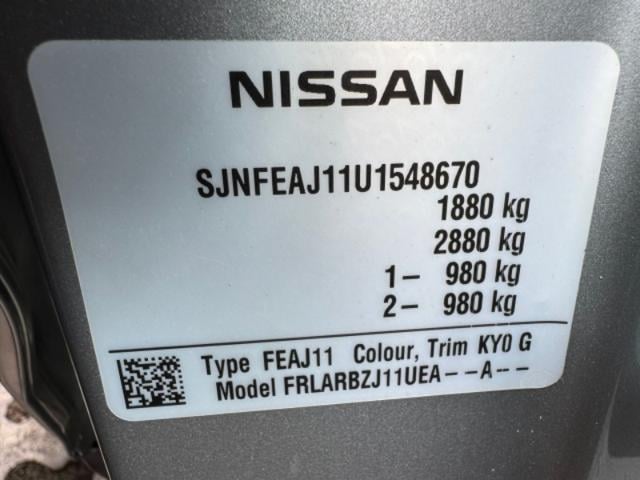 NISSAN
SJNFEAJ11U1548670
1880 kg
2880 kg
1– 980 kg
2– 980 kg
Type FEAJ11 Colour, Trim KY0 G
Model FRLARBZJ11UEA--A--